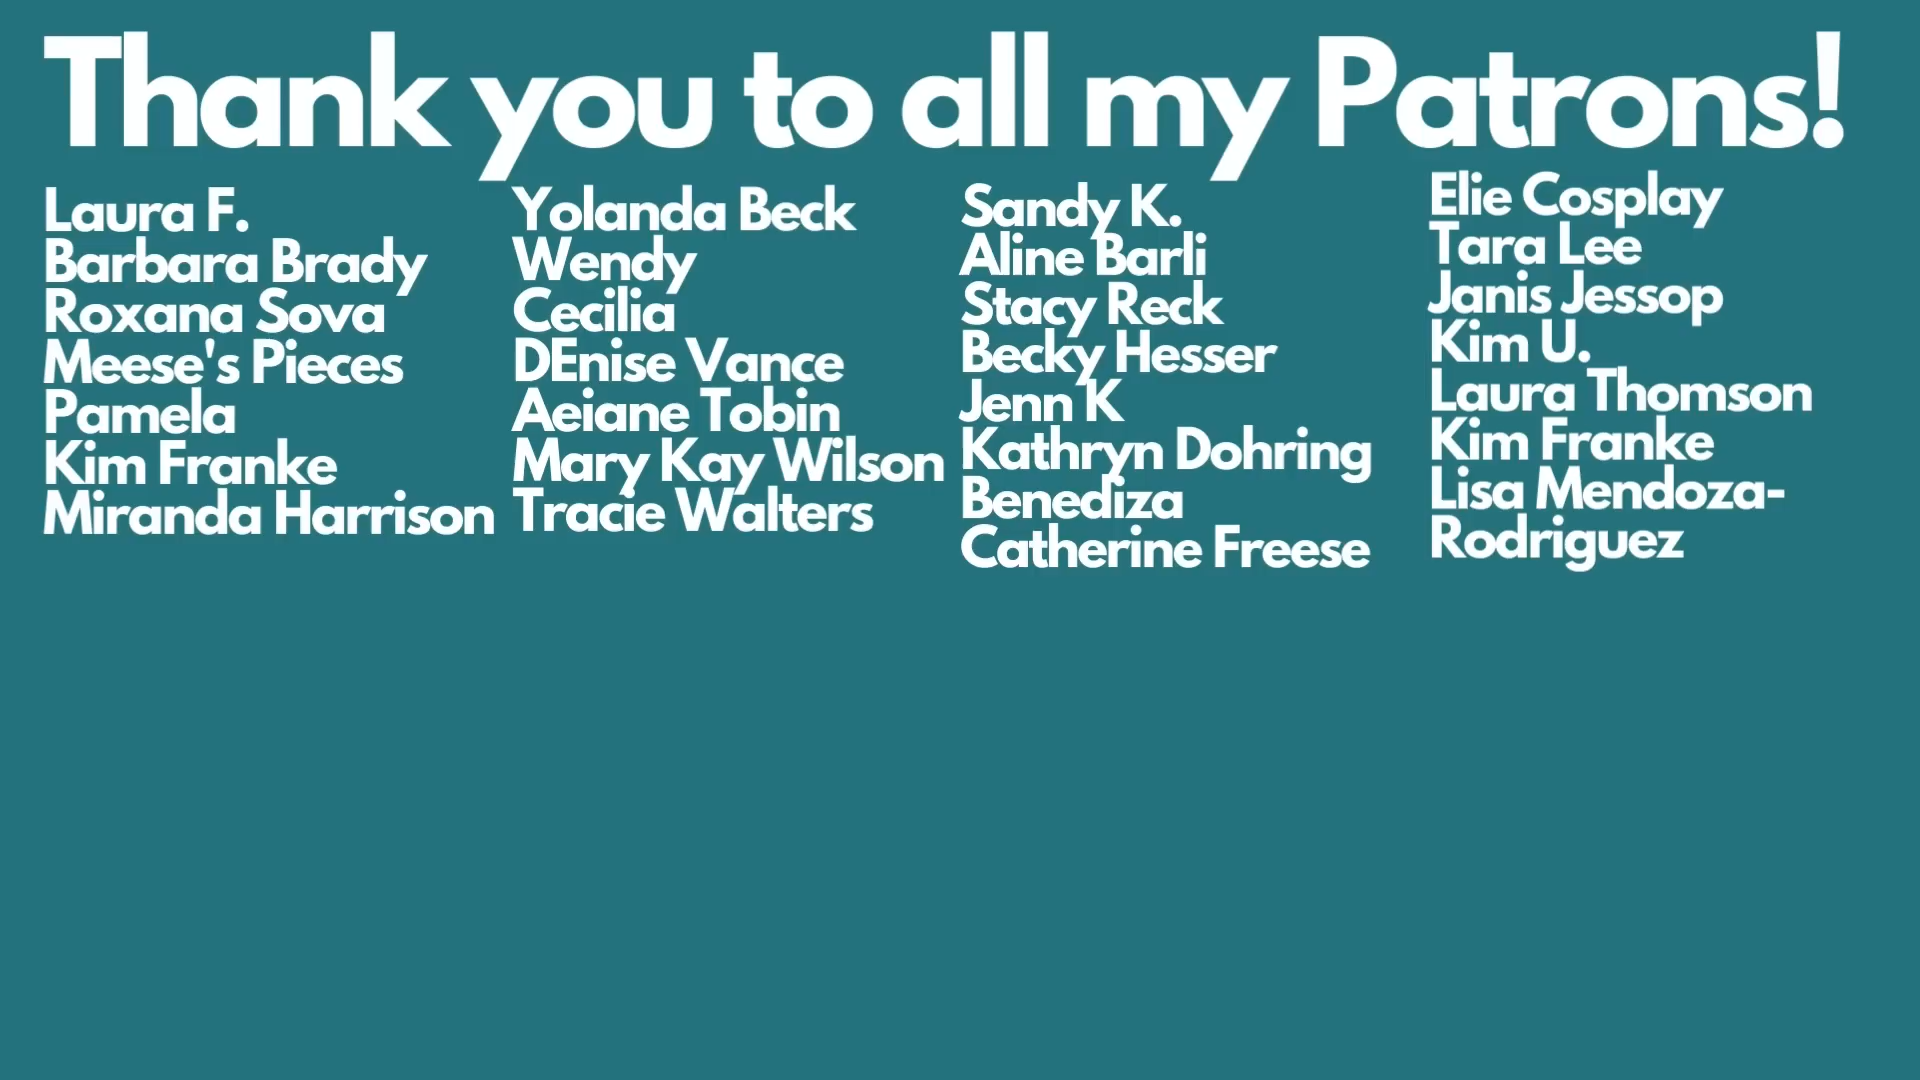 Thank you to all my Patrons!
Laura F.
Barbara Brady
Roxana Sova
Meese's Pieces
Pamela
Kim Franke
Miranda Harrison
Yolanda Beck
Wendy
Cecilia
DEnise Vance
Aeiane Tobin
Mary Kay Wilson
Tracie Walters
Sandy K.
Aline Barli
Stacy Reck
Becky Hesser
Jenn K
Kathryn Dohring
Benediza
Catherine Freese
Elie Cosplay
Tara Lee
Janis Jessop
Kim U.
Laura Thomson
Kim Franke
Lisa Mendoza-
Rodriguez